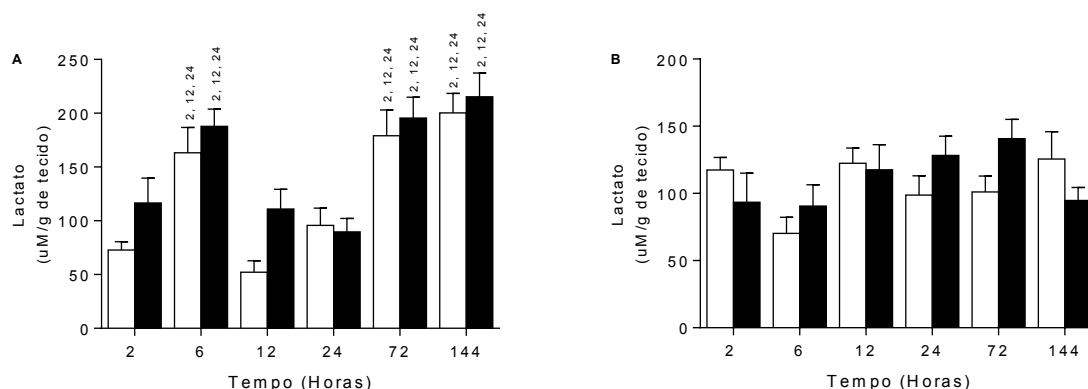 A
250
200
150
100
50
0
Lactato
(uM/g de tecido)
2, 12, 24
2, 12, 24
2, 12, 24
2, 12, 24
2, 12, 24
2, 12, 24
2 6 12 24 72 144
Tempo (Horas)
B
200
150
100
50
0
Lactato
(uM/g de tecido)
2 6 12 24 72 144
Tempo (Horas)